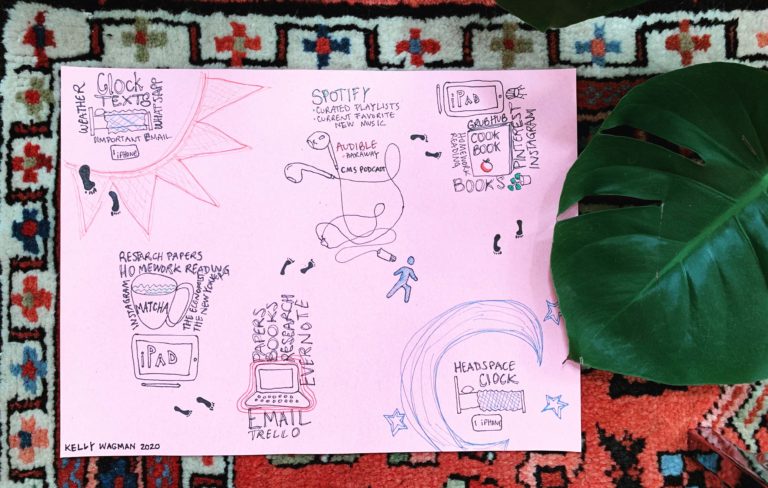 WEATHER
Clock
TEXTS
WHAT'S APP
IMPORTANT EMAIL
iPHONE
RESEARCH PAPERS
HOMEWORK READING
INSTAGRAM
MATCHA
THE ECONOMIST
THE NEW YORKER
iPAD
PAPERS
BOOKS
RESEARCH
EVERNOTE
EMAIL
TRELLO
SPOTIFY
· CURATED PLAYLISTS
· CURRENT FAVORITE
NEW MUSIC
AUDIBLE
CMS PODCAST
iPAD
GRUBHUB
COOK
BOOK
HOMEWORK
READING
PINTEREST
INSTAGRAM
BOOKS
HEADSPACE
CLOCK
iPHONE
KELLY WAGMAN 2020